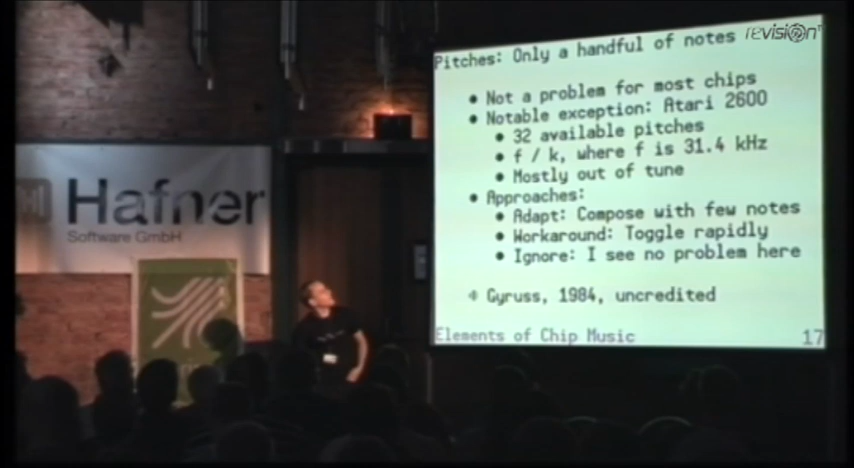 revision
Pitches: Only a handful of notes
• Not a problem for most chips
• Notable exception: Atari 2600
• 32 available pitches
• f / k, where f is 31.4 kHz
• Mostly out of tune
• Approaches:
• Adapt: Compose with few notes
• Workaround: Toggle rapidly
• Ignore: I see no problem here
Gyruss, 1984, uncredited
Elements of Chip Music 17
Hafner
Software GmbH